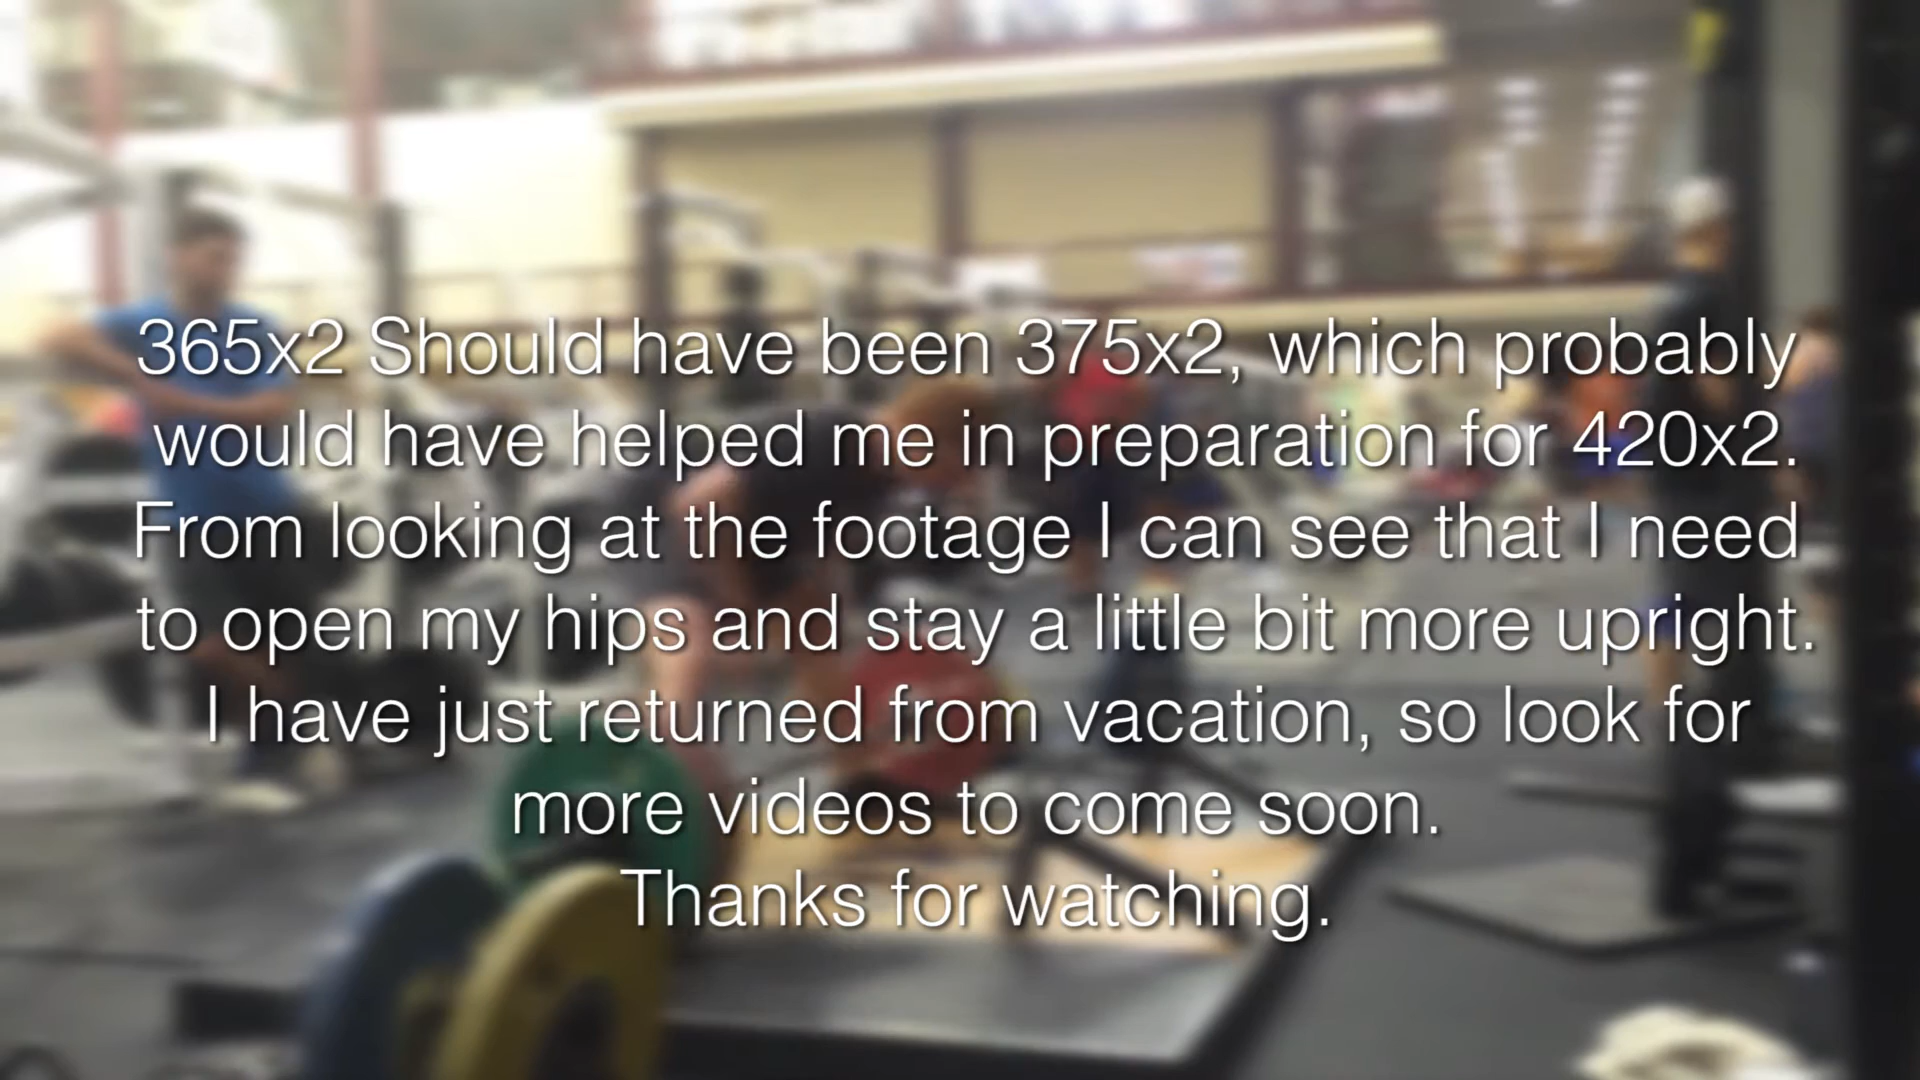 365x2 Should have been 375x2, which probably
would have helped me in preparation for 420x2.
From looking at the footage I can see that I need
to open my hips and stay a little bit more upright.
I have just returned from vacation, so look for
more videos to come soon.
Thanks for watching.